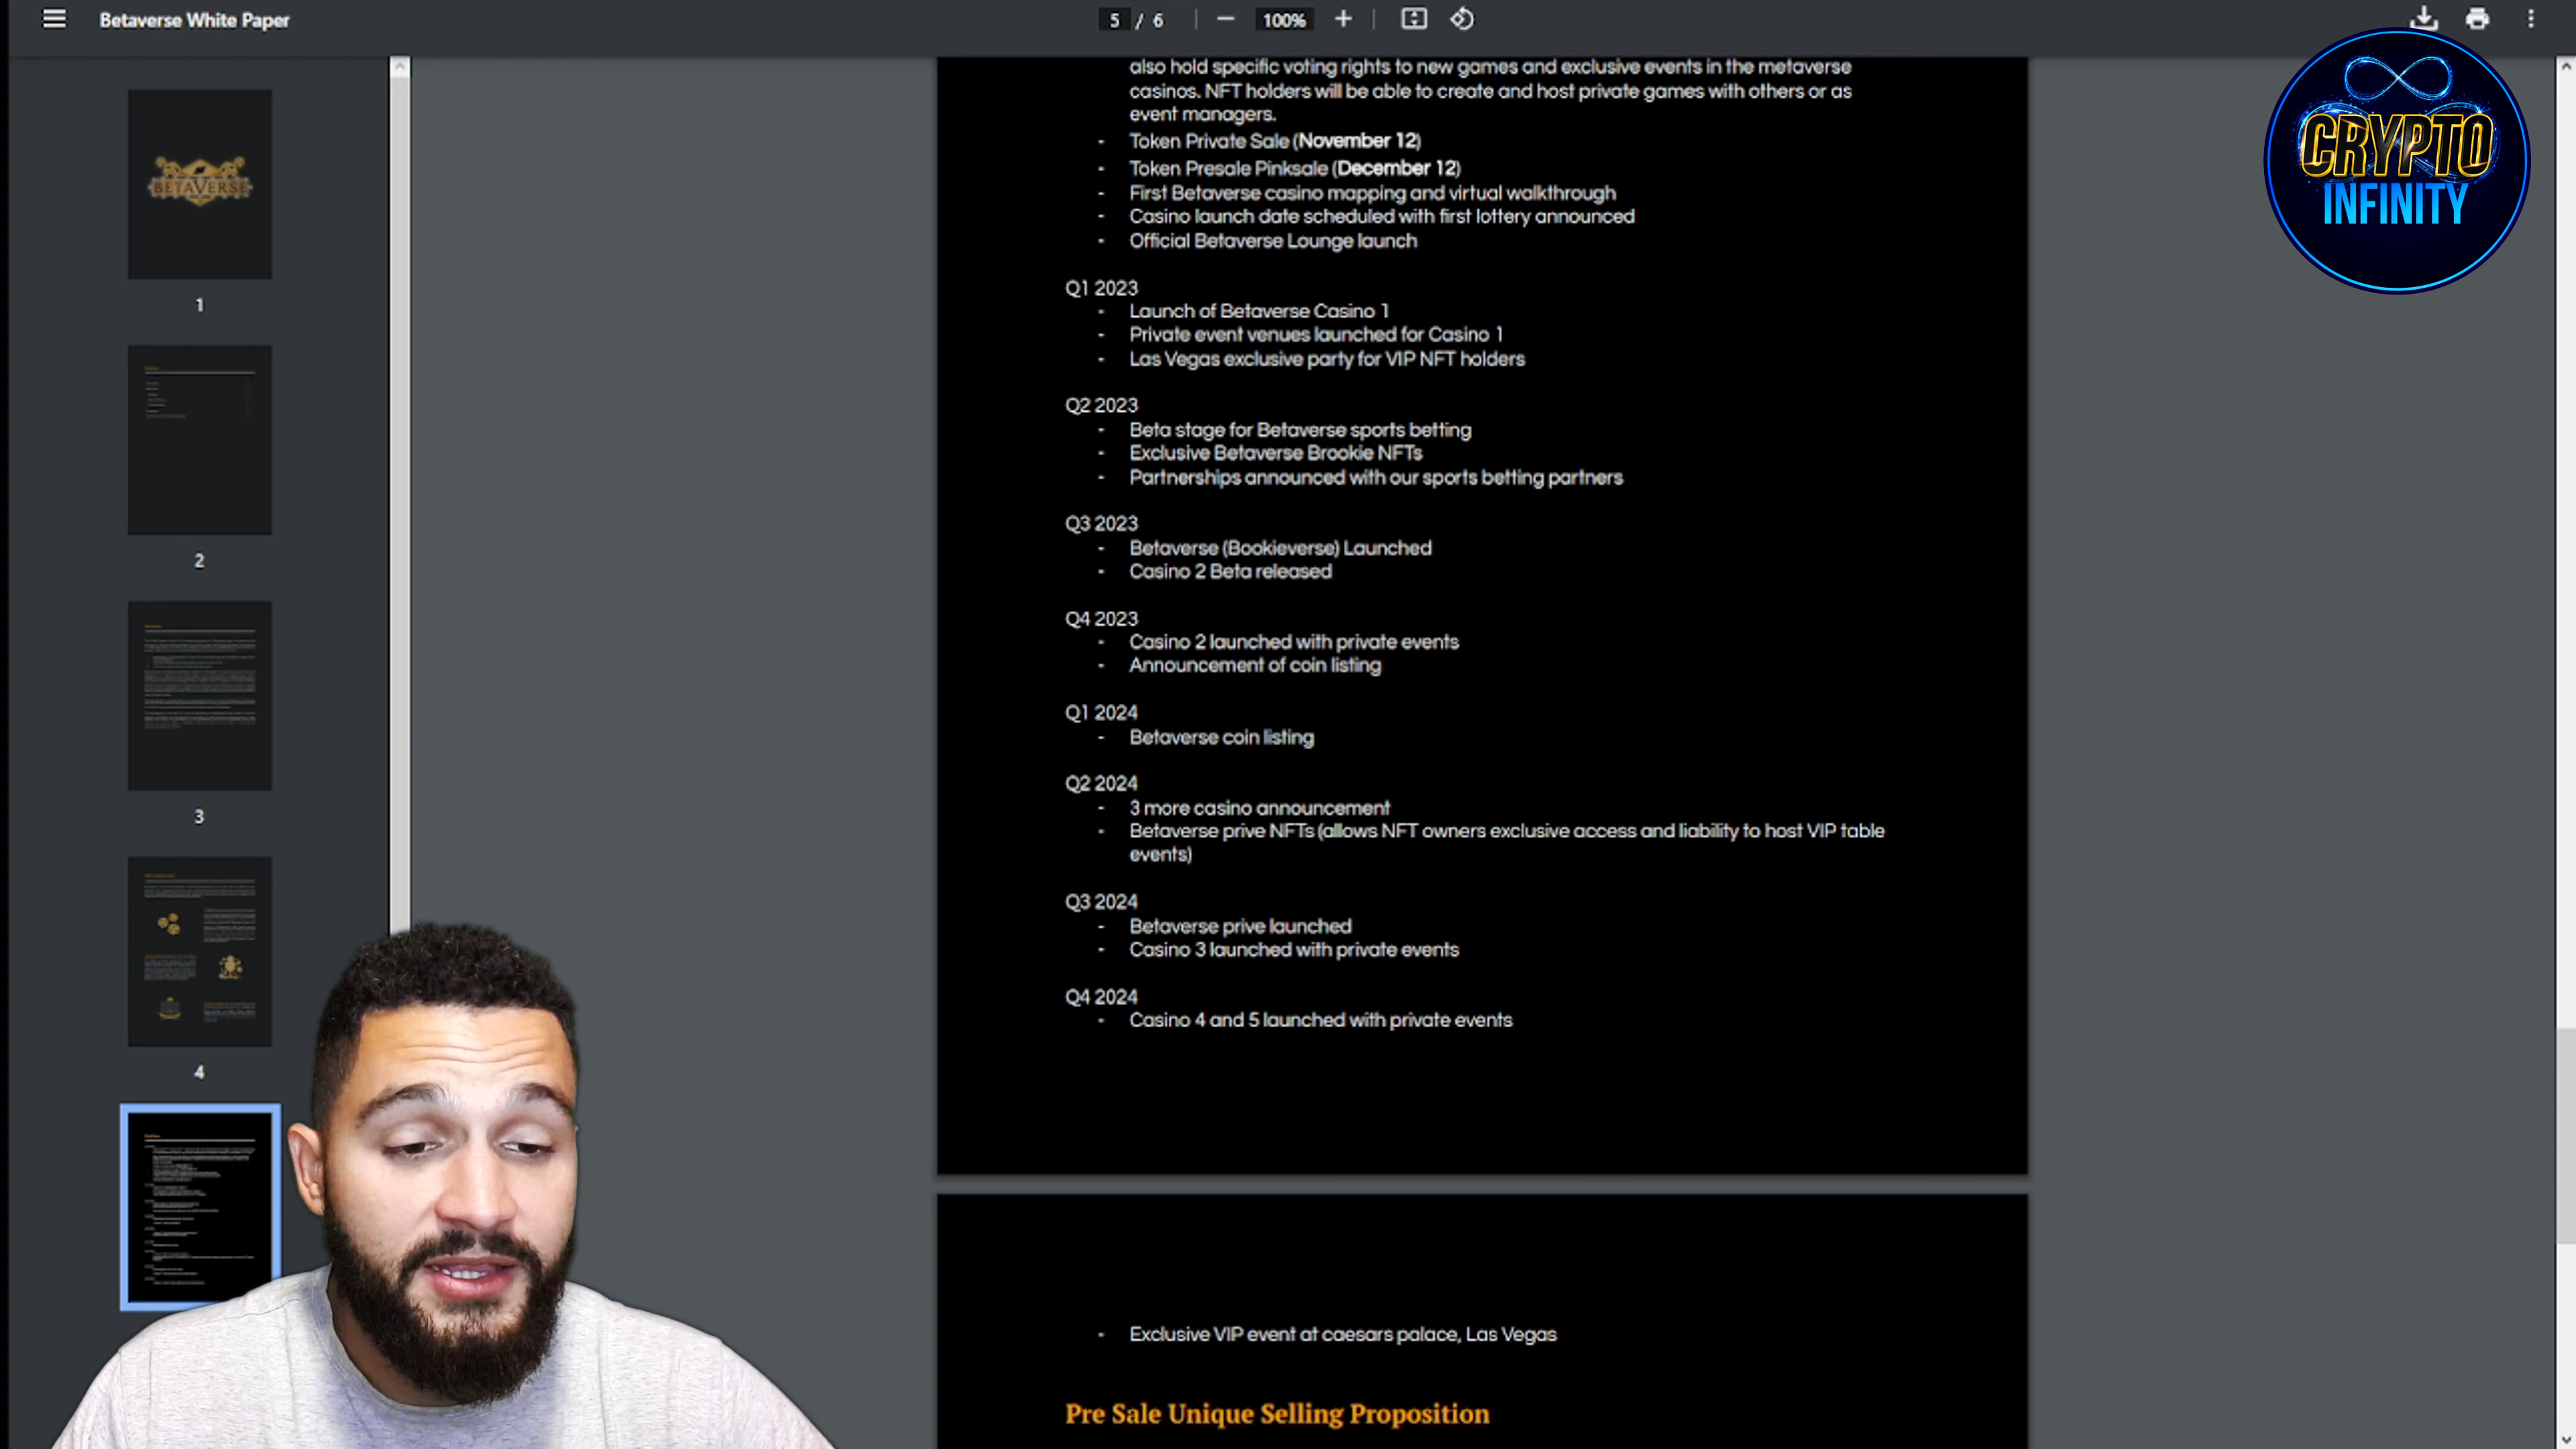 Betaverse White Paper
5 / 6
100%
CRYPTO
INFINITY
BETAVERSE
1
2
3
4
also hold specific voting rights to new games and exclusive events in the metaverse
casinos. NFT holders will be able to create and host private games with others or as
event managers.
- Token Private Sale (November 12)
- Token Presale Pinksale (December 12)
- First Betaverse casino mapping and virtual walkthrough
- Casino launch date scheduled with first lottery announced
- Official Betaverse Lounge launch
Q1 2023
- Launch of Betaverse Casino 1
- Private event venues launched for Casino 1
- Las Vegas exclusive party for VIP NFT holders
Q2 2023
- Beta stage for Betaverse sports betting
- Exclusive Betaverse Brookie NFTs
- Partnerships announced with our sports betting partners
Q3 2023
- Betaverse (Bookieverse) Launched
- Casino 2 Beta released
Q4 2023
- Casino 2 launched with private events
- Announcement of coin listing
Q1 2024
- Betaverse coin listing
Q2 2024
- 3 more casino announcement
- Betaverse prive NFTs (allows NFT owners exclusive access and liability to host VIP table
events)
Q3 2024
- Betaverse prive launched
- Casino 3 launched with private events
Q4 2024
- Casino 4 and 5 launched with private events
- Exclusive VIP event at caesars palace, Las Vegas
Pre Sale Unique Selling Proposition